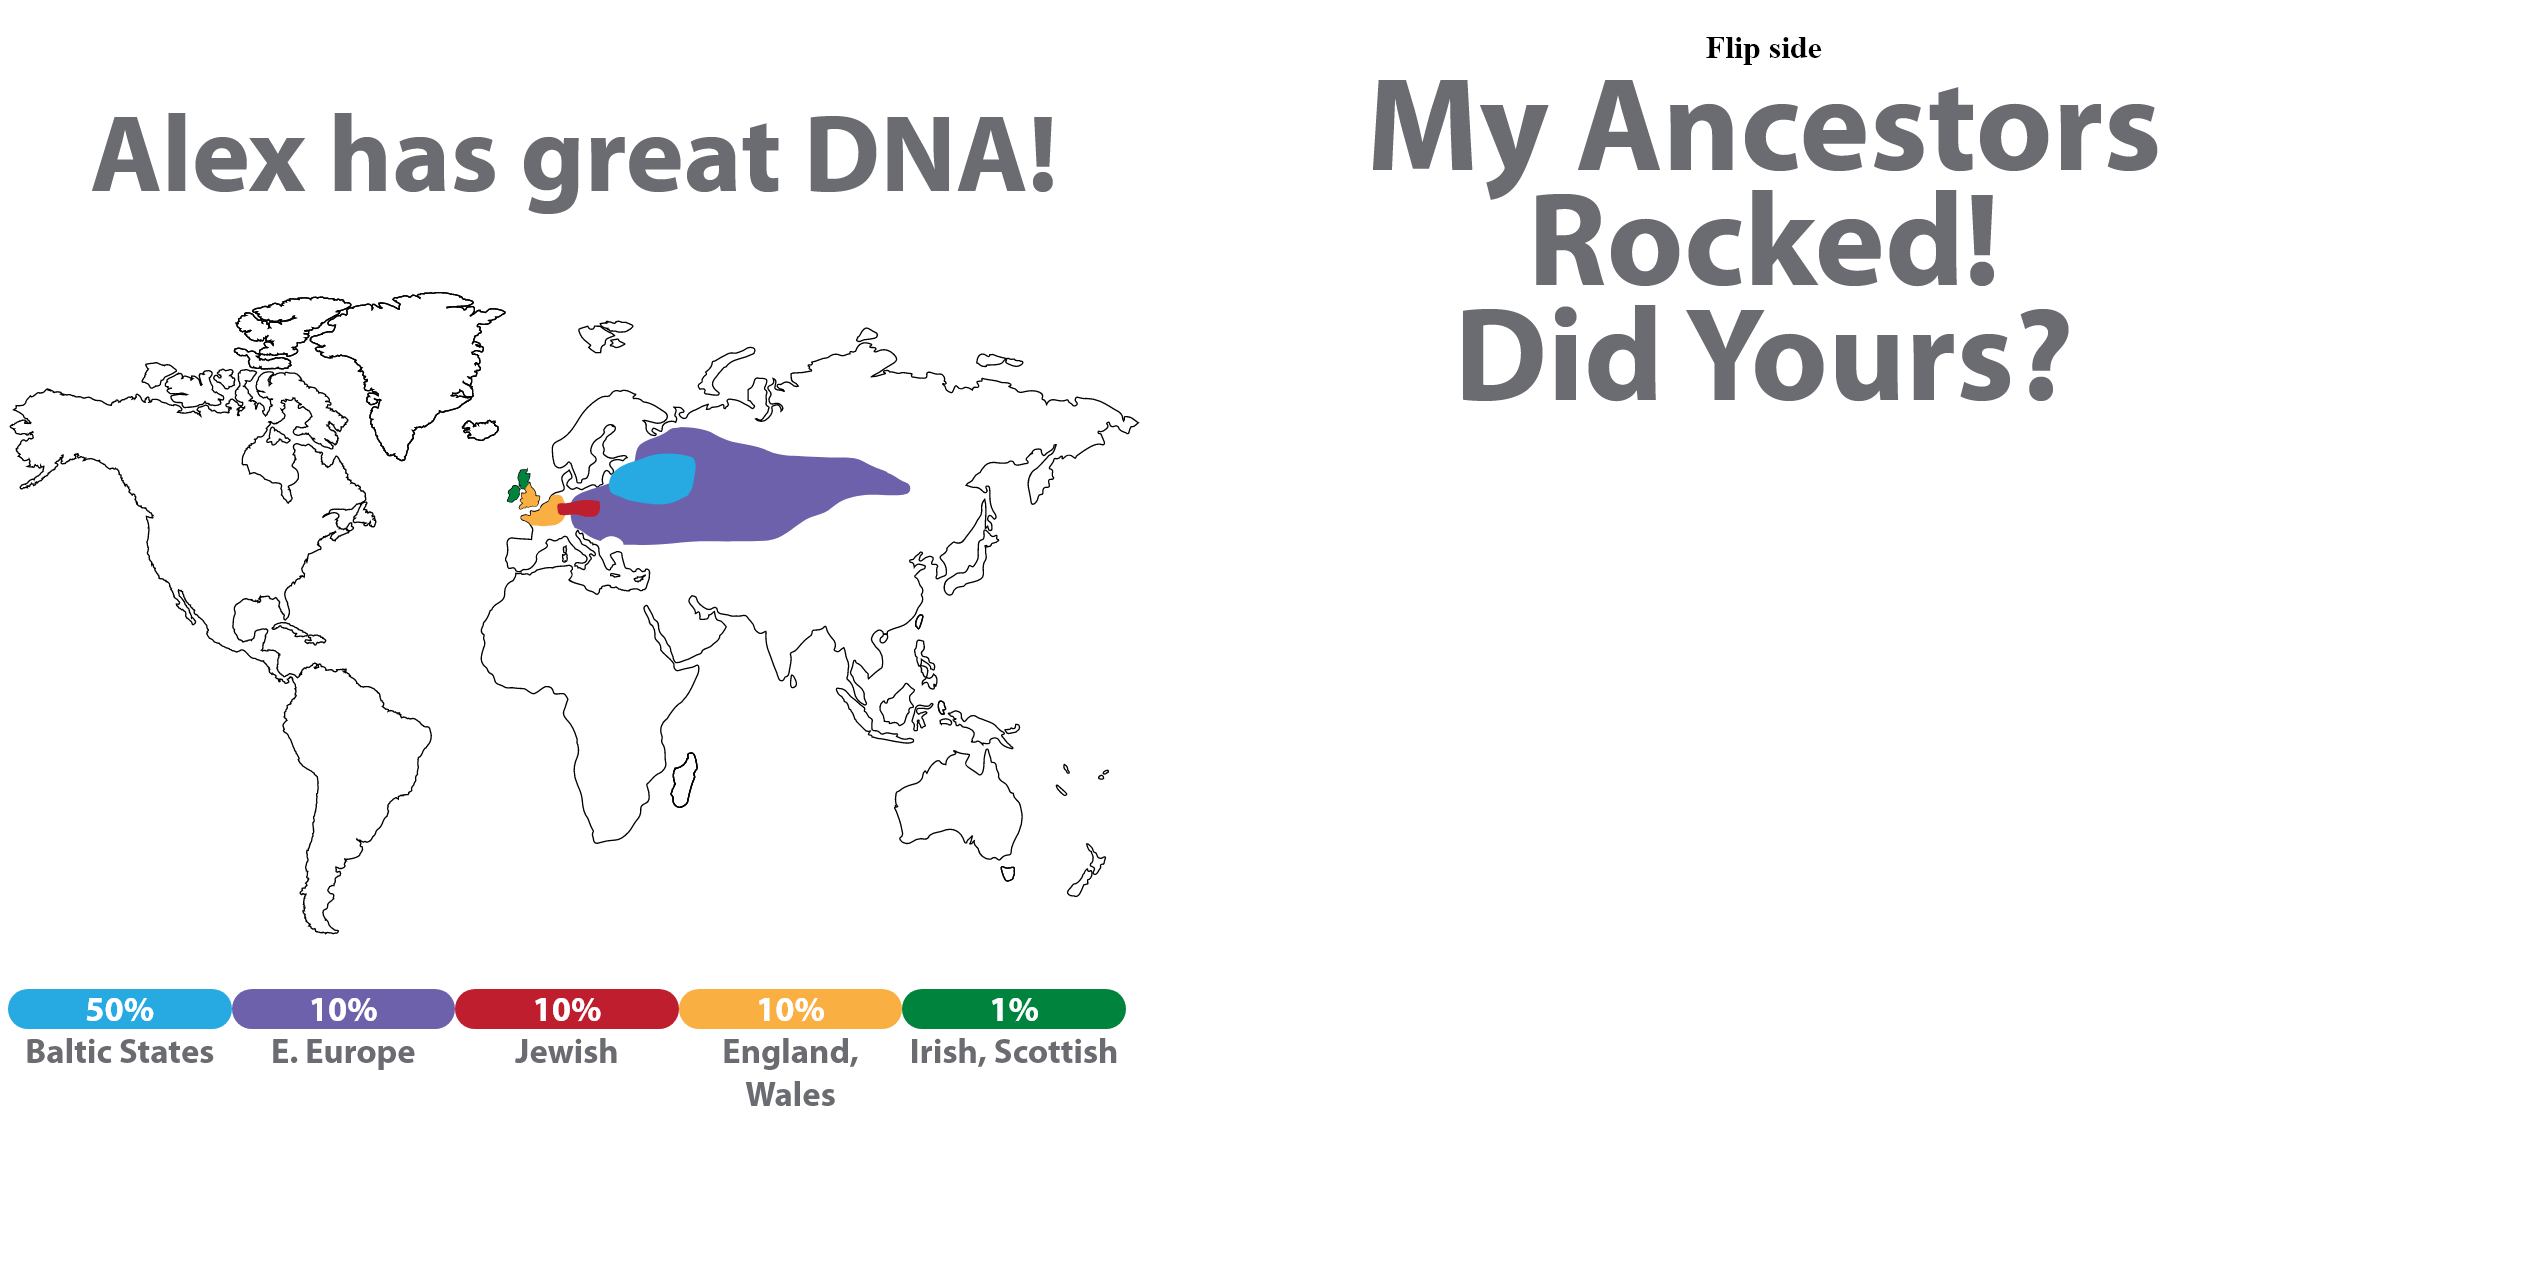 Alex has great DNA!
50% 10% 10% 10% 1%
Baltic States E. Europe Jewish England, Irish, Scottish
Wales
Flip side
My Ancestors
Rocked!
Did Yours?